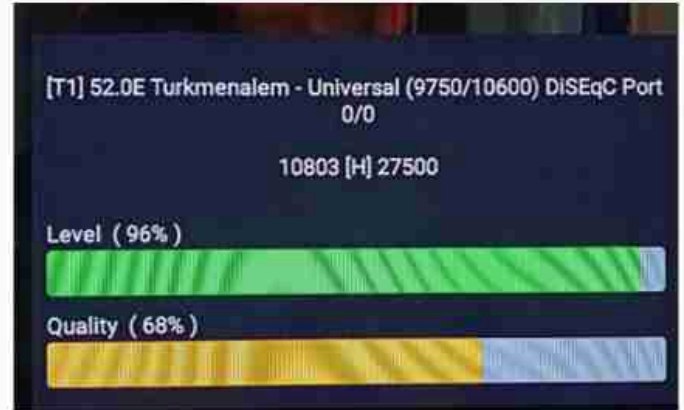 [T1] 52.0E Turkmenalem - Universal (9750/10600) DiSEqC Port
0/0
10803 [H] 27500
Level ( 96% )
Quality ( 68% )